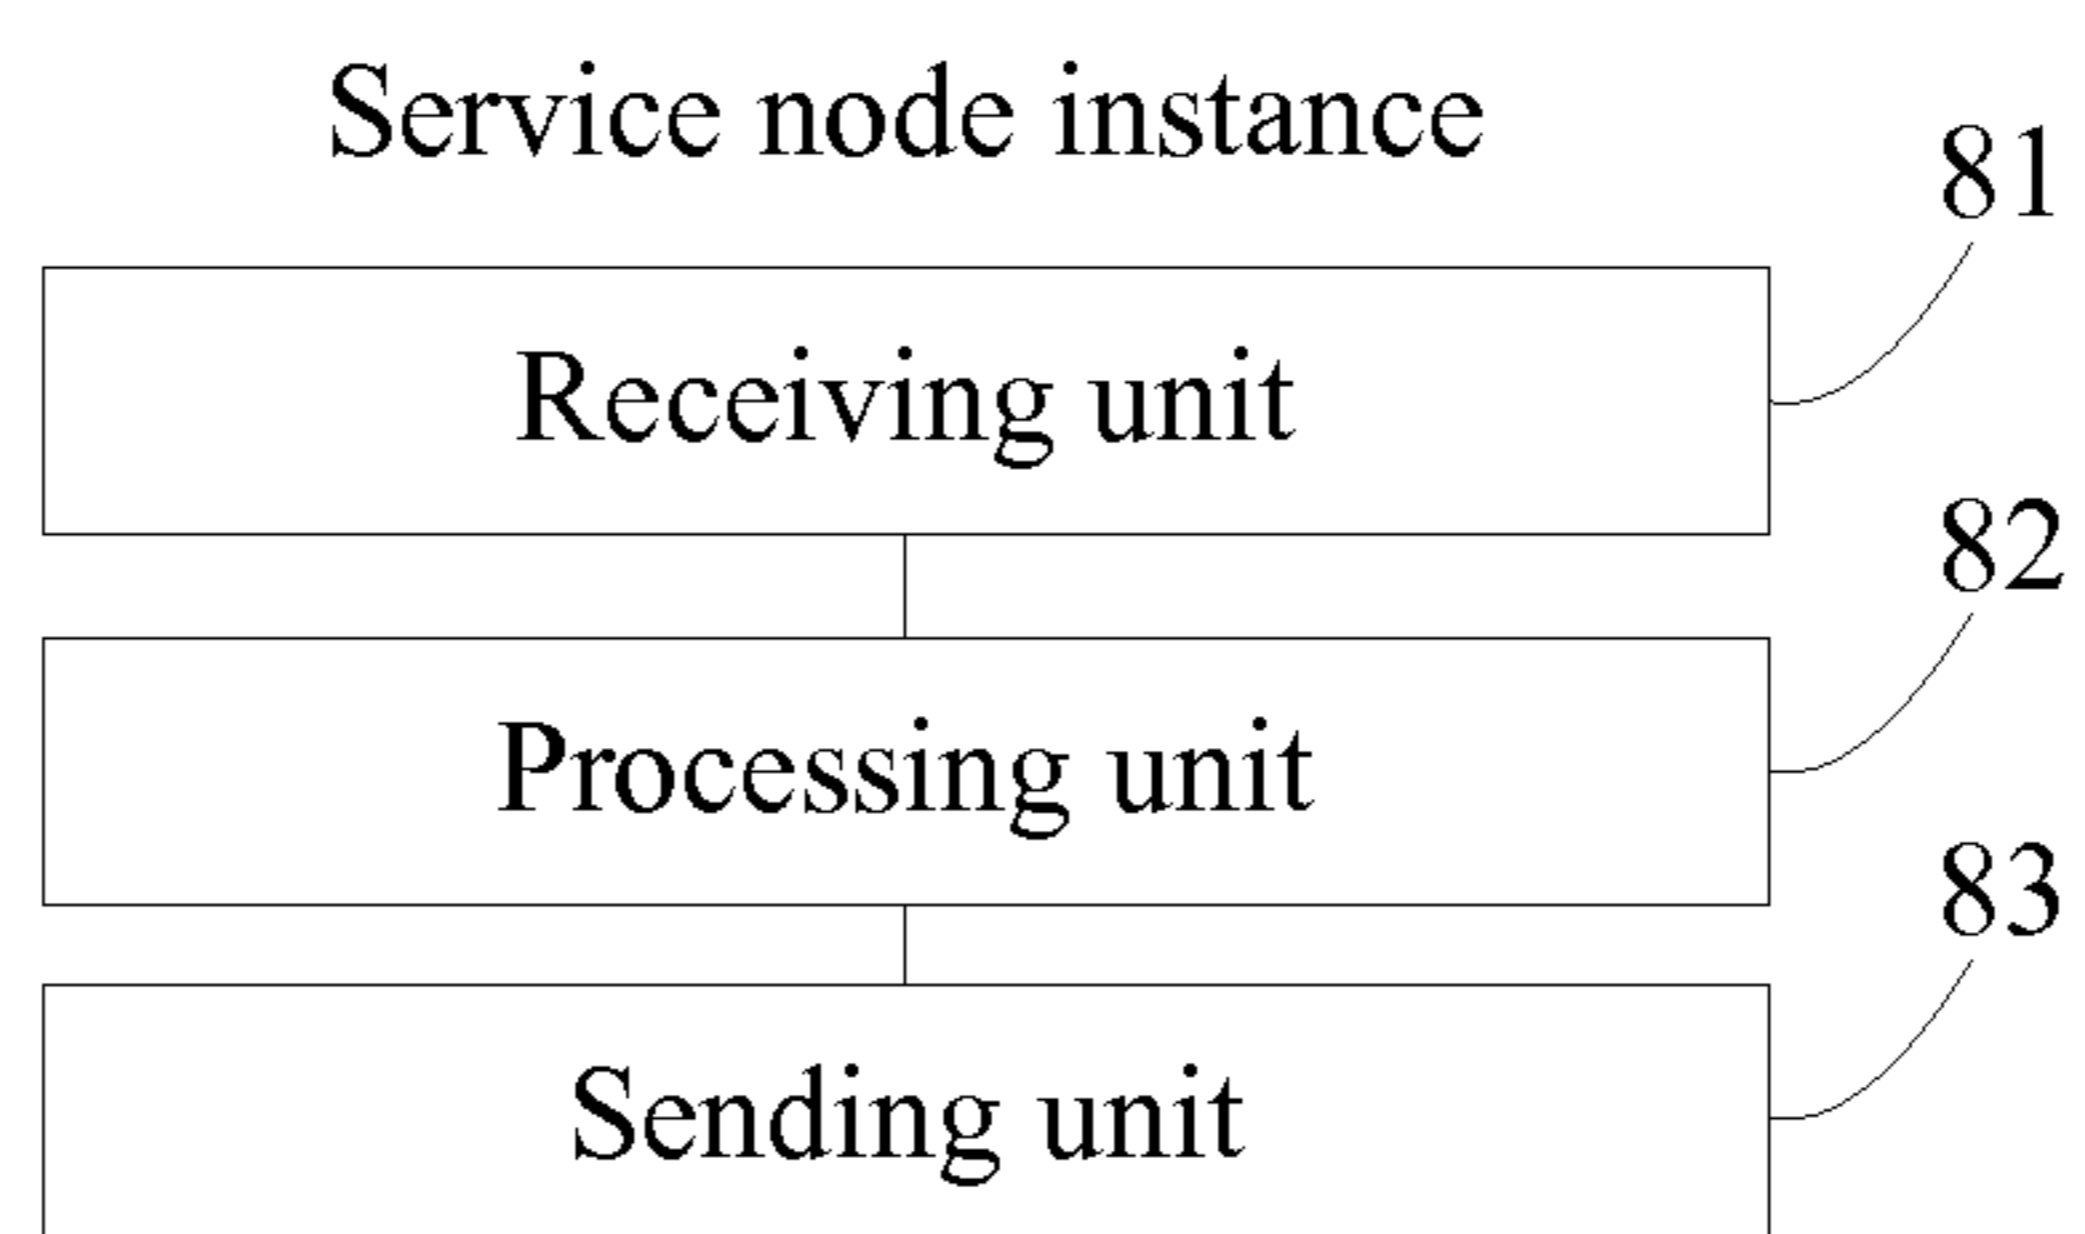 Service node instance
81
Receiving unit
82
Processing unit
83
Sending unit